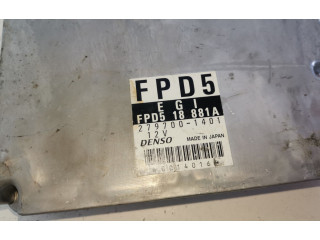 FPD5
EGI
FPD5 18 881A
279700-1401
12V
DENSO MADE IN JAPAN